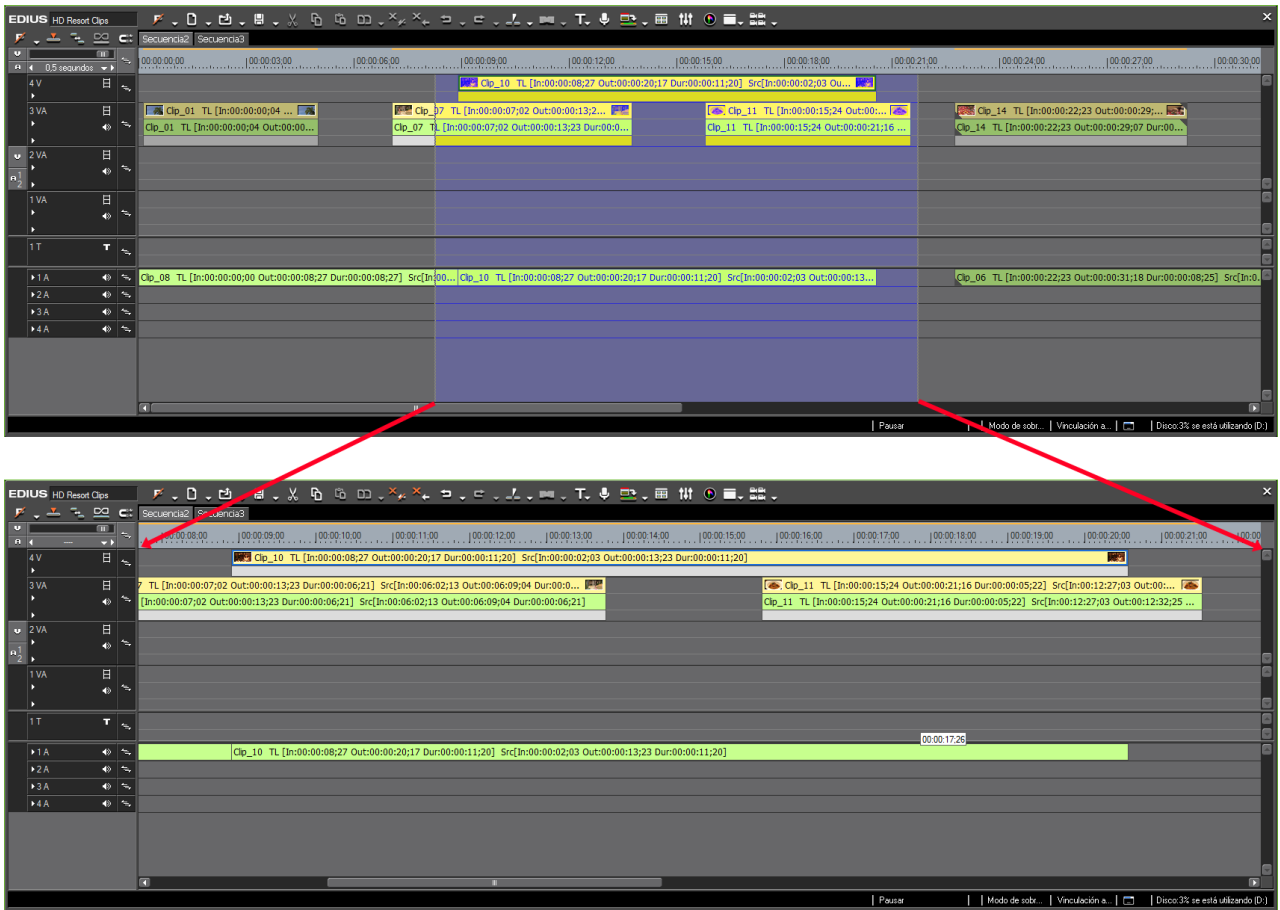 EDIUS HD Resort Clips
Secuencia2 Secuencia3
0,5 segundos
00:00:00;00 00:00:03;00 00:00:06;00 00:00:09;00 00:00:12;00 00:00:15;00 00:00:18;00 00:00:21;00 00:00:24;00 00:00:27;00 00:00:30;00
4 V
Clip_10 TL [In:00:00:08;27 Out:00:00:20;17 Dur:00:00:11;20] Src[In:00:00:02;03 Ou...
3 VA
Clip_01 TL [In:00:00:00;04 ... Clip_07 TL [In:00:00:07;02 Out:00:00:13;2... Clip_11 TL [In:00:00:15;24 Out:00:... Clip_14 TL [In:00:00:22;23 Out:00:00:29;...
Clip_01 TL [In:00:00:00;04 Out:00:00... Clip_07 TL [In:00:00:07;02 Out:00:00:13;23 Dur:00:0... Clip_11 TL [In:00:00:15;24 Out:00:00:21;16 ... Clip_14 TL [In:00:00:22;23 Out:00:00:29;07 Dur:00...
2 VA
A 1 2
1 VA
1 T T
1 A
Clip_08 TL [In:00:00:00;00 Out:00:00:08;27 Dur:00:00:08;27] Src[In:00... Clip_10 TL [In:00:00:08;27 Out:00:00:20;17 Dur:00:00:11;20] Src[In:00:00:02;03 Out:00:00:13... Clip_06 TL [In:00:00:22;23 Out:00:00:31;18 Dur:00:00:08;25] Src[In:0...
2 A
3 A
4 A
Pausar Modo de sobr... Vinculación a... Disco:3% se está utilizando (D:)
EDIUS HD Resort Clips
Secuencia2 Secuencia3
00:00:08;00 00:00:09;00 00:00:10;00 00:00:11;00 00:00:12;00 00:00:13;00 00:00:14;00 00:00:15;00 00:00:16;00 00:00:17;00 00:00:18;00 00:00:19;00 00:00:20;00 00:00:21;00 00:00
4 V
Clip_10 TL [In:00:00:08;27 Out:00:00:20;17 Dur:00:00:11;20] Src[In:00:00:02;03 Out:00:00:13;23 Dur:00:00:11;20]
3 VA
7 TL [In:00:00:07;02 Out:00:00:13;23 Dur:00:00:06;21] Src[In:00:06:02;13 Out:00:06:09;04 Dur:00:0... Clip_11 TL [In:00:00:15;24 Out:00:00:21;16 Dur:00:00:05;22] Src[In:00:12:27;03 Out:00:...
[In:00:00:07;02 Out:00:00:13;23 Dur:00:00:06;21] Src[In:00:06:02;13 Out:00:06:09;04 Dur:00:00:06;21] Clip_11 TL [In:00:00:15;24 Out:00:00:21;16 Dur:00:00:05;22] Src[In:00:12:27;03 Out:00:12:32;25 ...
2 VA
A 1 2
1 VA
1 T T
00:00:17;26
1 A
Clip_10 TL [In:00:00:08;27 Out:00:00:20;17 Dur:00:00:11;20] Src[In:00:00:02;03 Out:00:00:13;23 Dur:00:00:11;20]
2 A
3 A
4 A
Pausar Modo de sobr... Vinculación a... Disco:3% se está utilizando (D:)